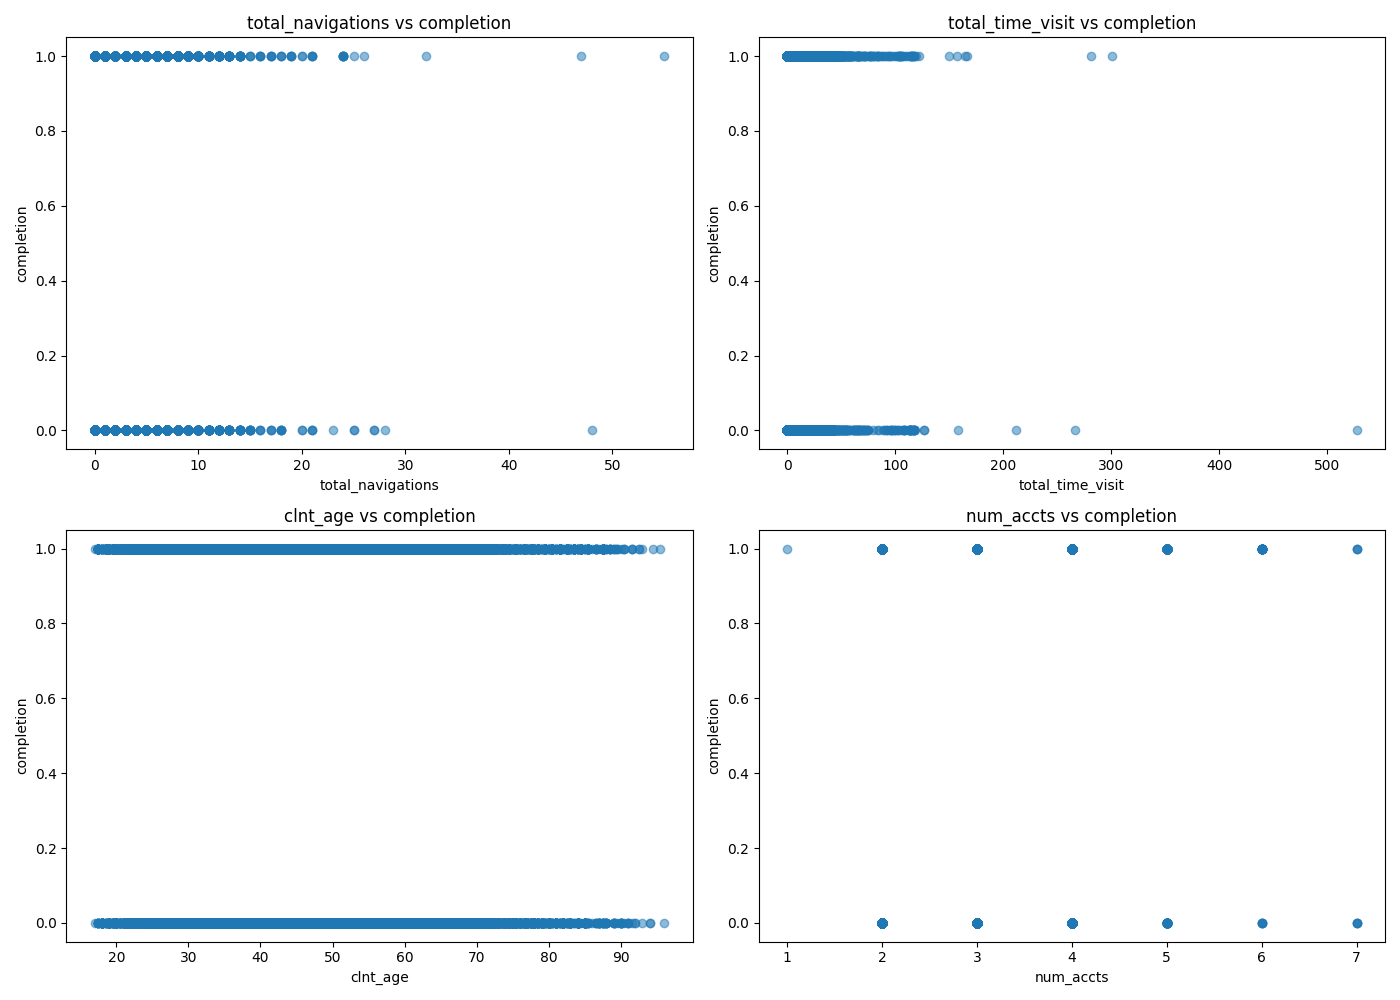 total_navigations vs completion
1.0
0.8
0.6
0.4
0.2
0.0
completion
0 10 20 30 40 50
total_navigations
total_time_visit vs completion
1.0
0.8
0.6
0.4
0.2
0.0
completion
0 100 200 300 400 500
total_time_visit
clnt_age vs completion
1.0
0.8
0.6
0.4
0.2
0.0
completion
20 30 40 50 60 70 80 90
clnt_age
num_accts vs completion
1.0
0.8
0.6
0.4
0.2
0.0
completion
1 2 3 4 5 6 7
num_accts